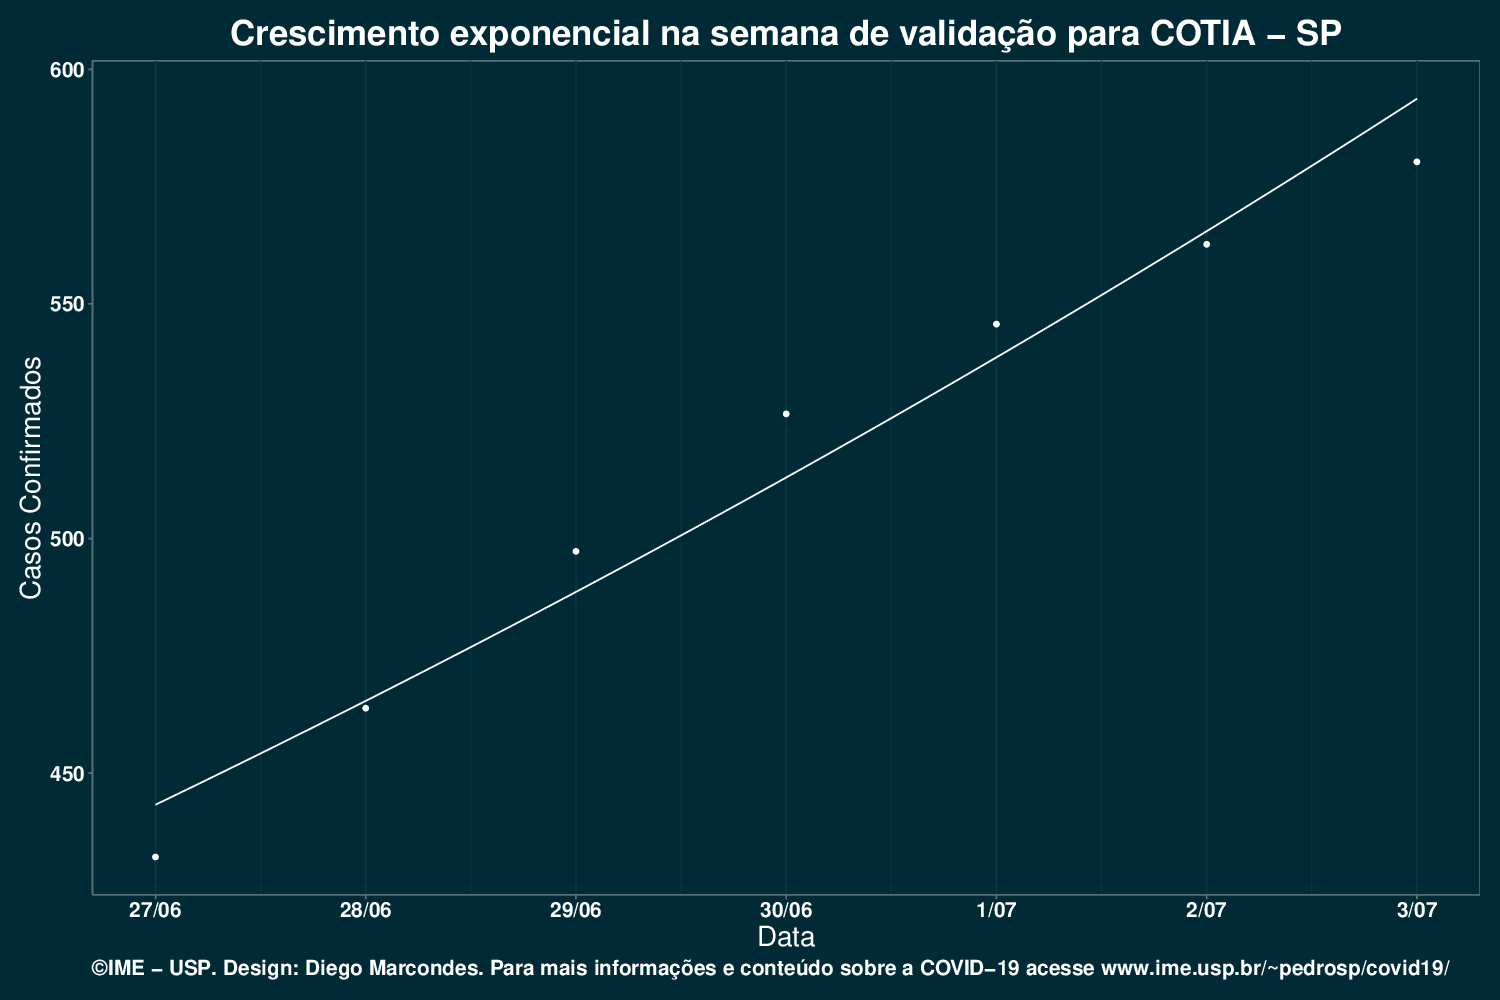 Crescimento exponencial na semana de validação para COTIA – SP
600
550
500
450
Casos Confirmados
27/06 28/06 29/06 30/06 1/07 2/07 3/07
Data
©IME – USP. Design: Diego Marcondes. Para mais informações e conteúdo sobre a COVID–19 acesse www.ime.usp.br/~pedrosp/covid19/